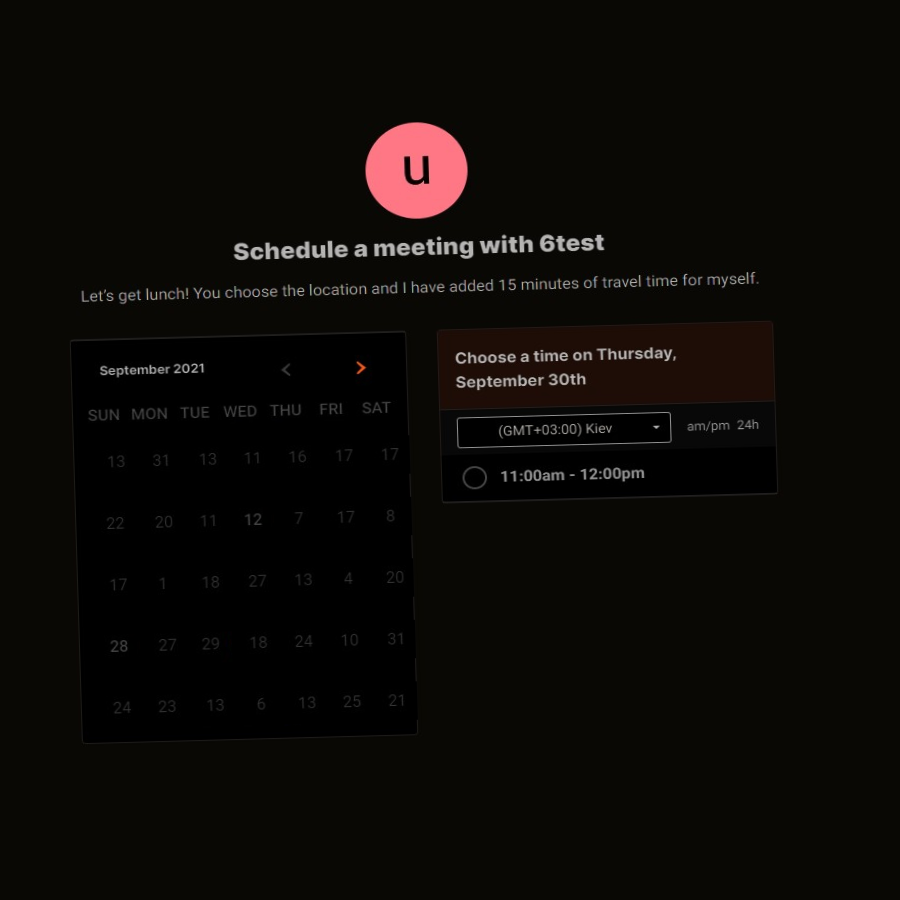 u
Schedule a meeting with 6test
Let's get lunch! You choose the location and I have added 15 minutes of travel time for myself.
September 2021
SUN MON TUE WED THU FRI SAT
13 31 13 11 16 17 17
22 20 11 12 7 17 8
17 1 18 27 13 4 20
28 27 29 18 24 10 31
24 23 13 6 13 25 21
Choose a time on Thursday,
September 30th
(GMT+03:00) Kiev am/pm 24h
11:00am - 12:00pm